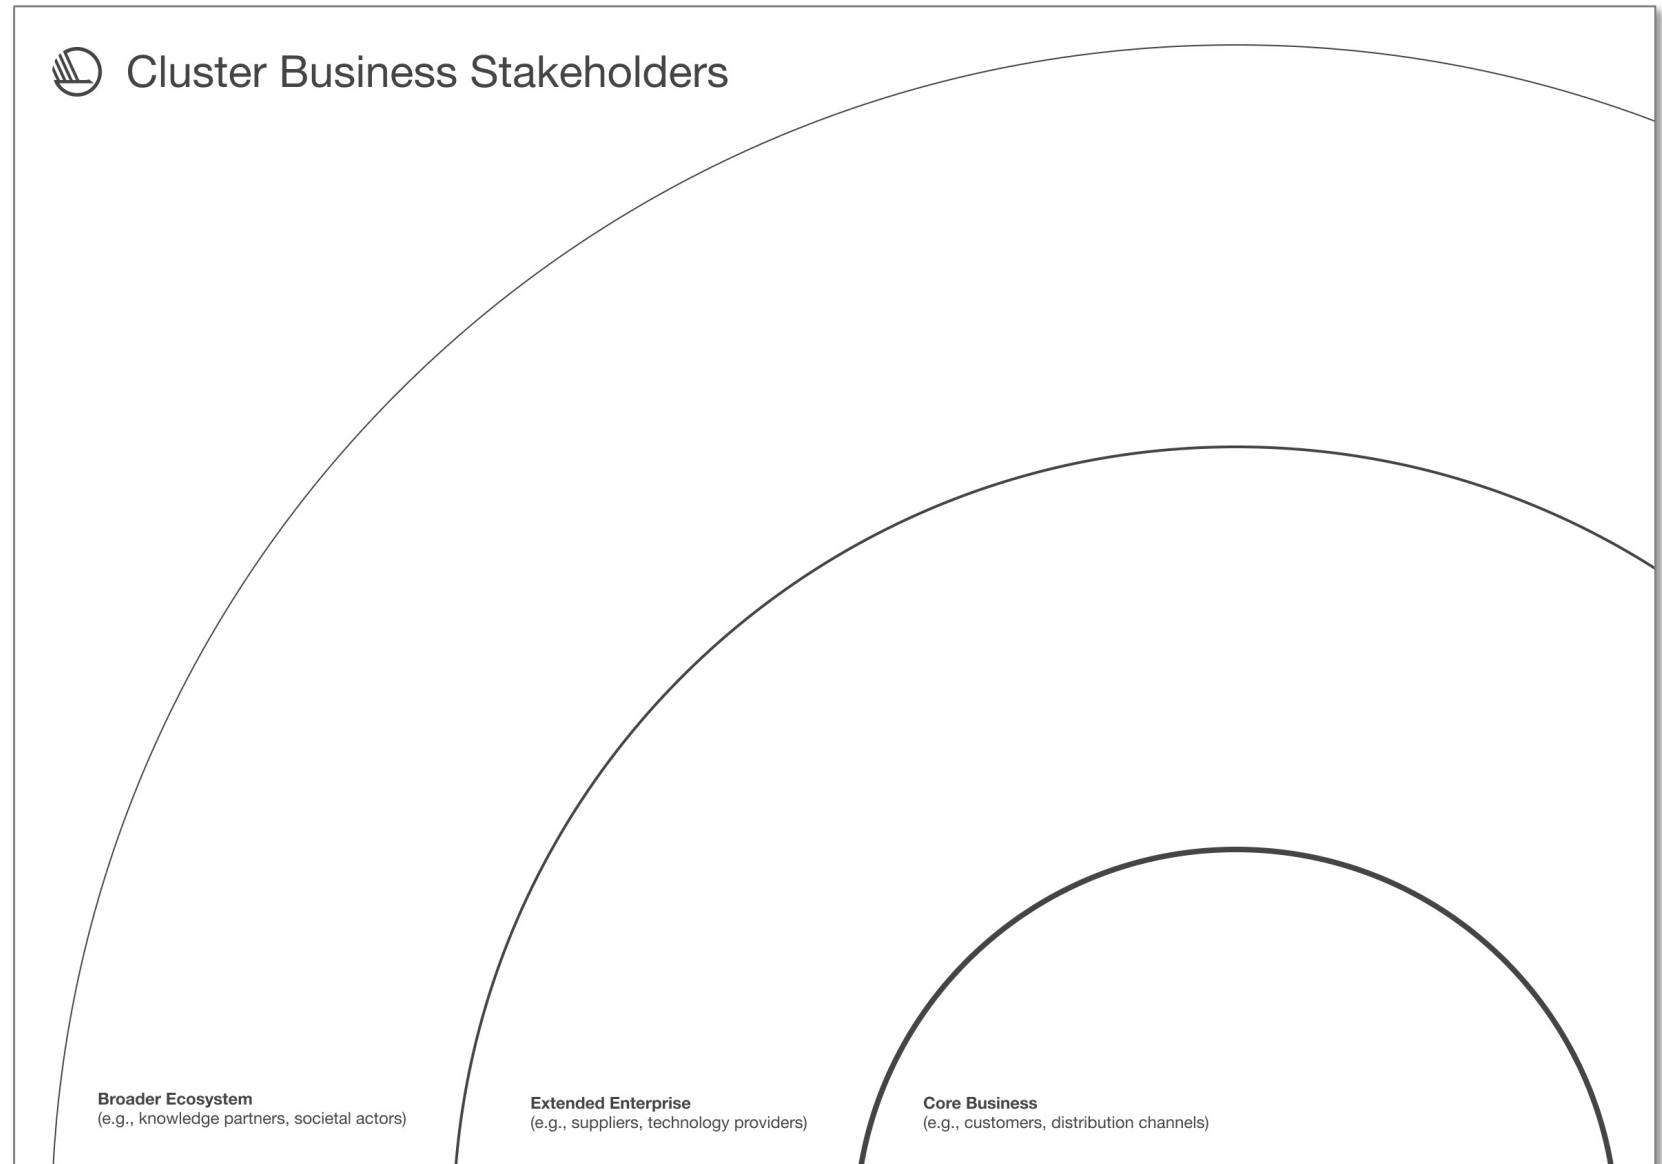 Cluster Business Stakeholders
Broader Ecosystem
(e.g., knowledge partners, societal actors)
Extended Enterprise
(e.g., suppliers, technology providers)
Core Business
(e.g., customers, distribution channels)